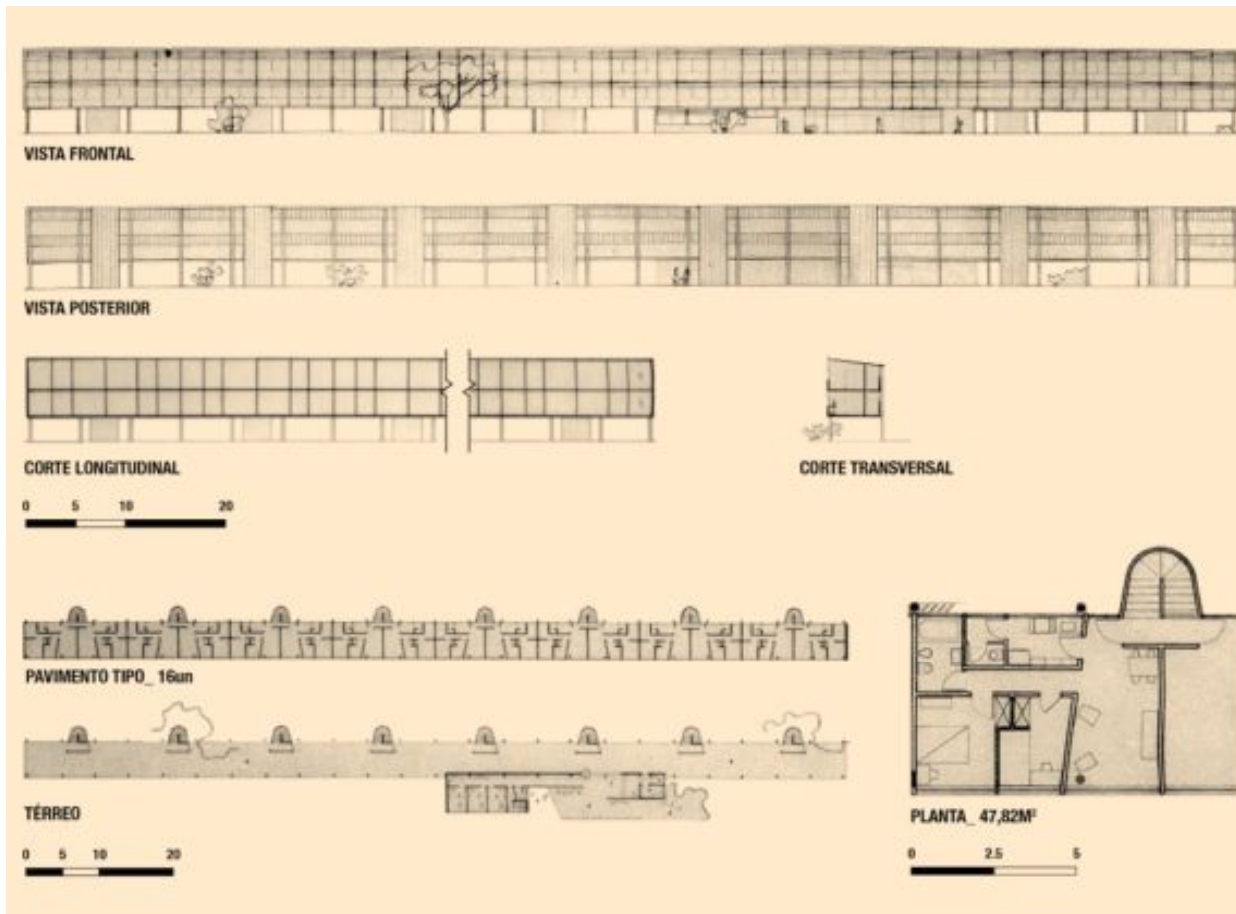 VISTA FRONTAL
VISTA POSTERIOR
CORTE LONGITUDINAL
CORTE TRANSVERSAL
0 5 10 20
PAVIMENTO TIPO_ 16un
TÉRREO
PLANTA_ 47,82M²
0 5 10 20
0 2.5 5